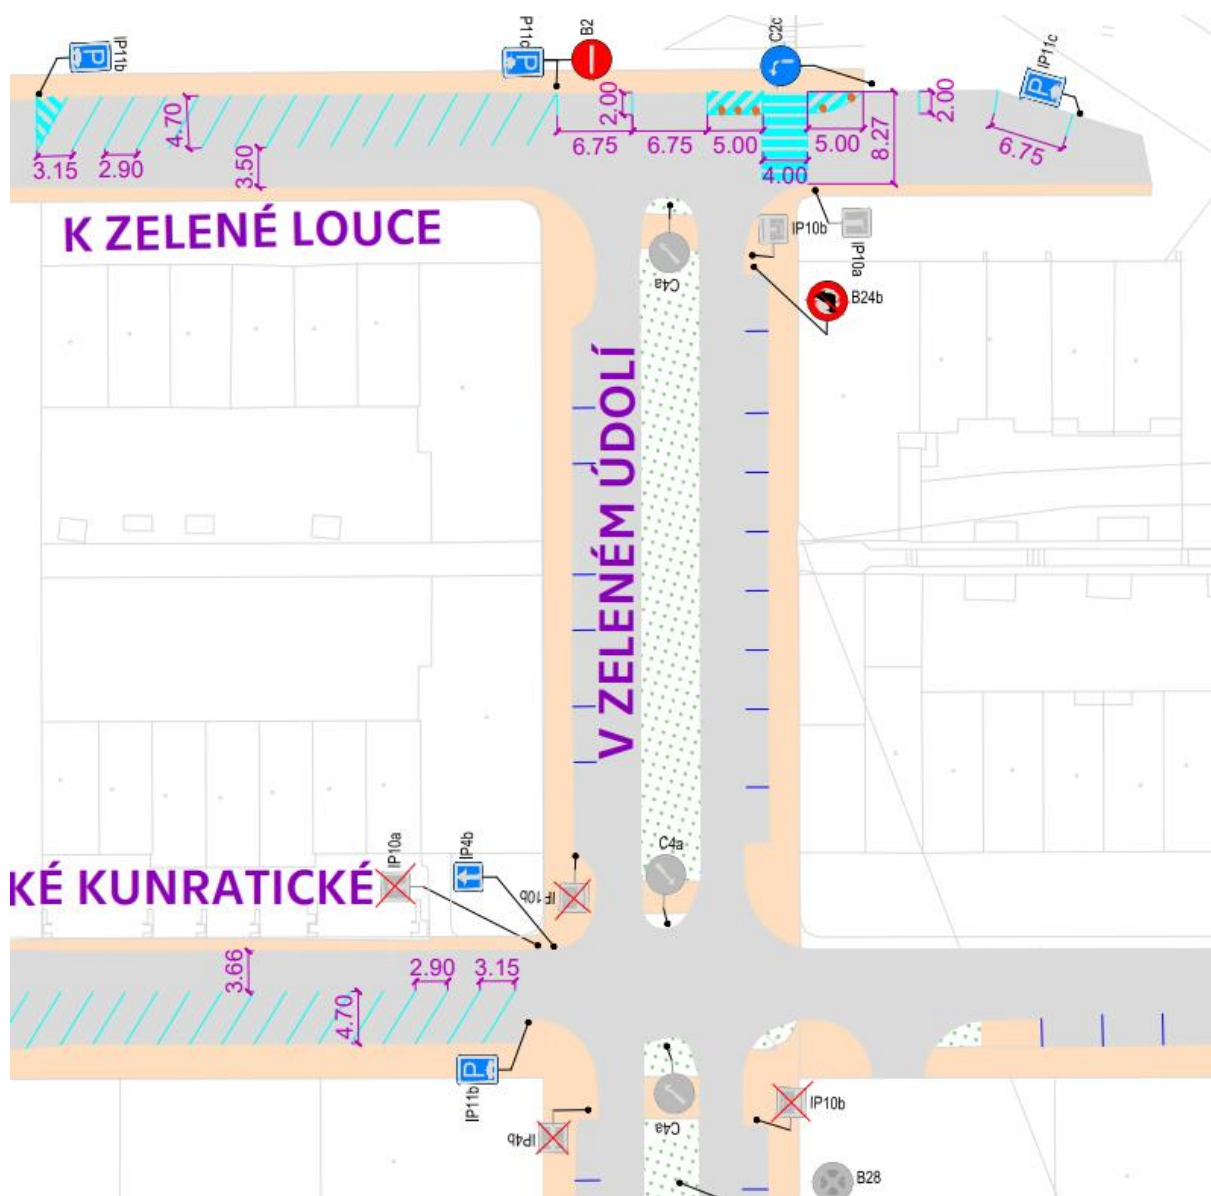 IP11b
P11c
B2
C2c
IP11c
4.70
2.00
2.00
3.15
2.90
3.50
6.75
6.75
5.00
4.00
5.00
8.27
6.75
K ZELENÉ LOUCE
IP10b
IP10a
C4a
B24b
V ZELENÉM ÚDOLÍ
IP10a
IP4b
C4a
KÉ KUNRATICKÉ
IP10b
3.66
2.90
3.15
4.70
IP11b
IP4b
C4a
IP10b
B28